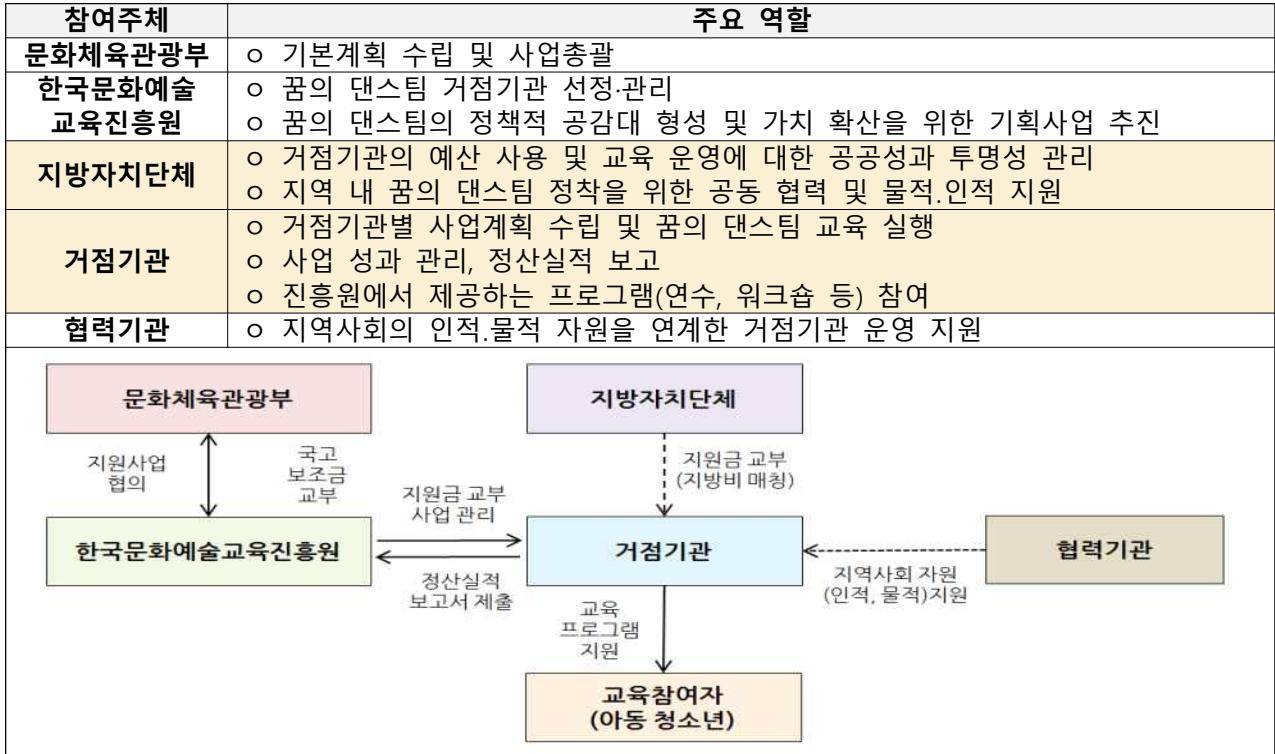 참여주체 주요 역할
문화체육관광부 ㅇ 기본계획 수립 및 사업총괄
한국문화예술 ㅇ 꿈의 댄스팀 거점기관 선정·관리
교육진흥원 ㅇ 꿈의 댄스팀의 정책적 공감대 형성 및 가치 확산을 위한 기획사업 추진
지방자치단체
ㅇ 거점기관의 예산 사용 및 교육 운영에 대한 공공성과 투명성 관리
ㅇ 지역 내 꿈의 댄스팀 정착을 위한 공동 협력 및 물적.인적 지원
거점기관
ㅇ 거점기관별 사업계획 수립 및 꿈의 댄스팀 교육 실행
ㅇ 사업 성과 관리, 정산실적 보고
ㅇ 진흥원에서 제공하는 프로그램(연수, 워크숍 등) 참여
협력기관 ㅇ 지역사회의 인적.물적 자원을 연계한 거점기관 운영 지원
문화체육관광부
지방자치단체
지원사업
협의
국고
보조금
교부
지원금 교부
(지방비 매칭)
지원금 교부
사업 관리
한국문화예술교육진흥원
거점기관
협력기관
정산실적
보고서 제출
지역사회 자원
(인적, 물적)지원
교육
프로그램
지원
교육참여자
(아동 청소년)